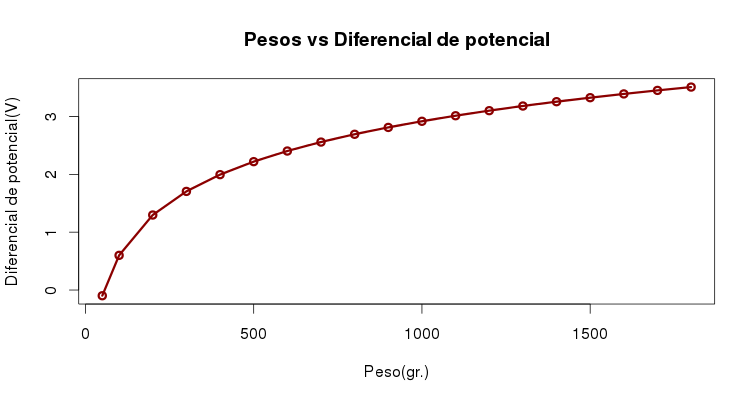 Pesos vs Diferencial de potencial
Diferencial de potencial(V)
3
2
1
0
0 500 1000 1500
Peso(gr.)